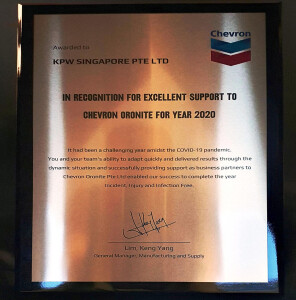 Chevron
Awarded to
KPW SINGAPORE PTE LTD
IN RECOGNITION FOR EXCELLENT SUPPORT TO
CHEVRON ORONITE FOR YEAR 2020
It had been a challenging year amidst the COVID-19 pandemic.
You and your team's ability to adapt quickly and delivered results through the
dynamic situation and successfully providing support as business partners to
Chevron Oronite Pte Ltd enabled our success to complete the year
Incident, Injury and Infection Free.
Lim, Kang Yang
General Manager, Manufacturing and Supply